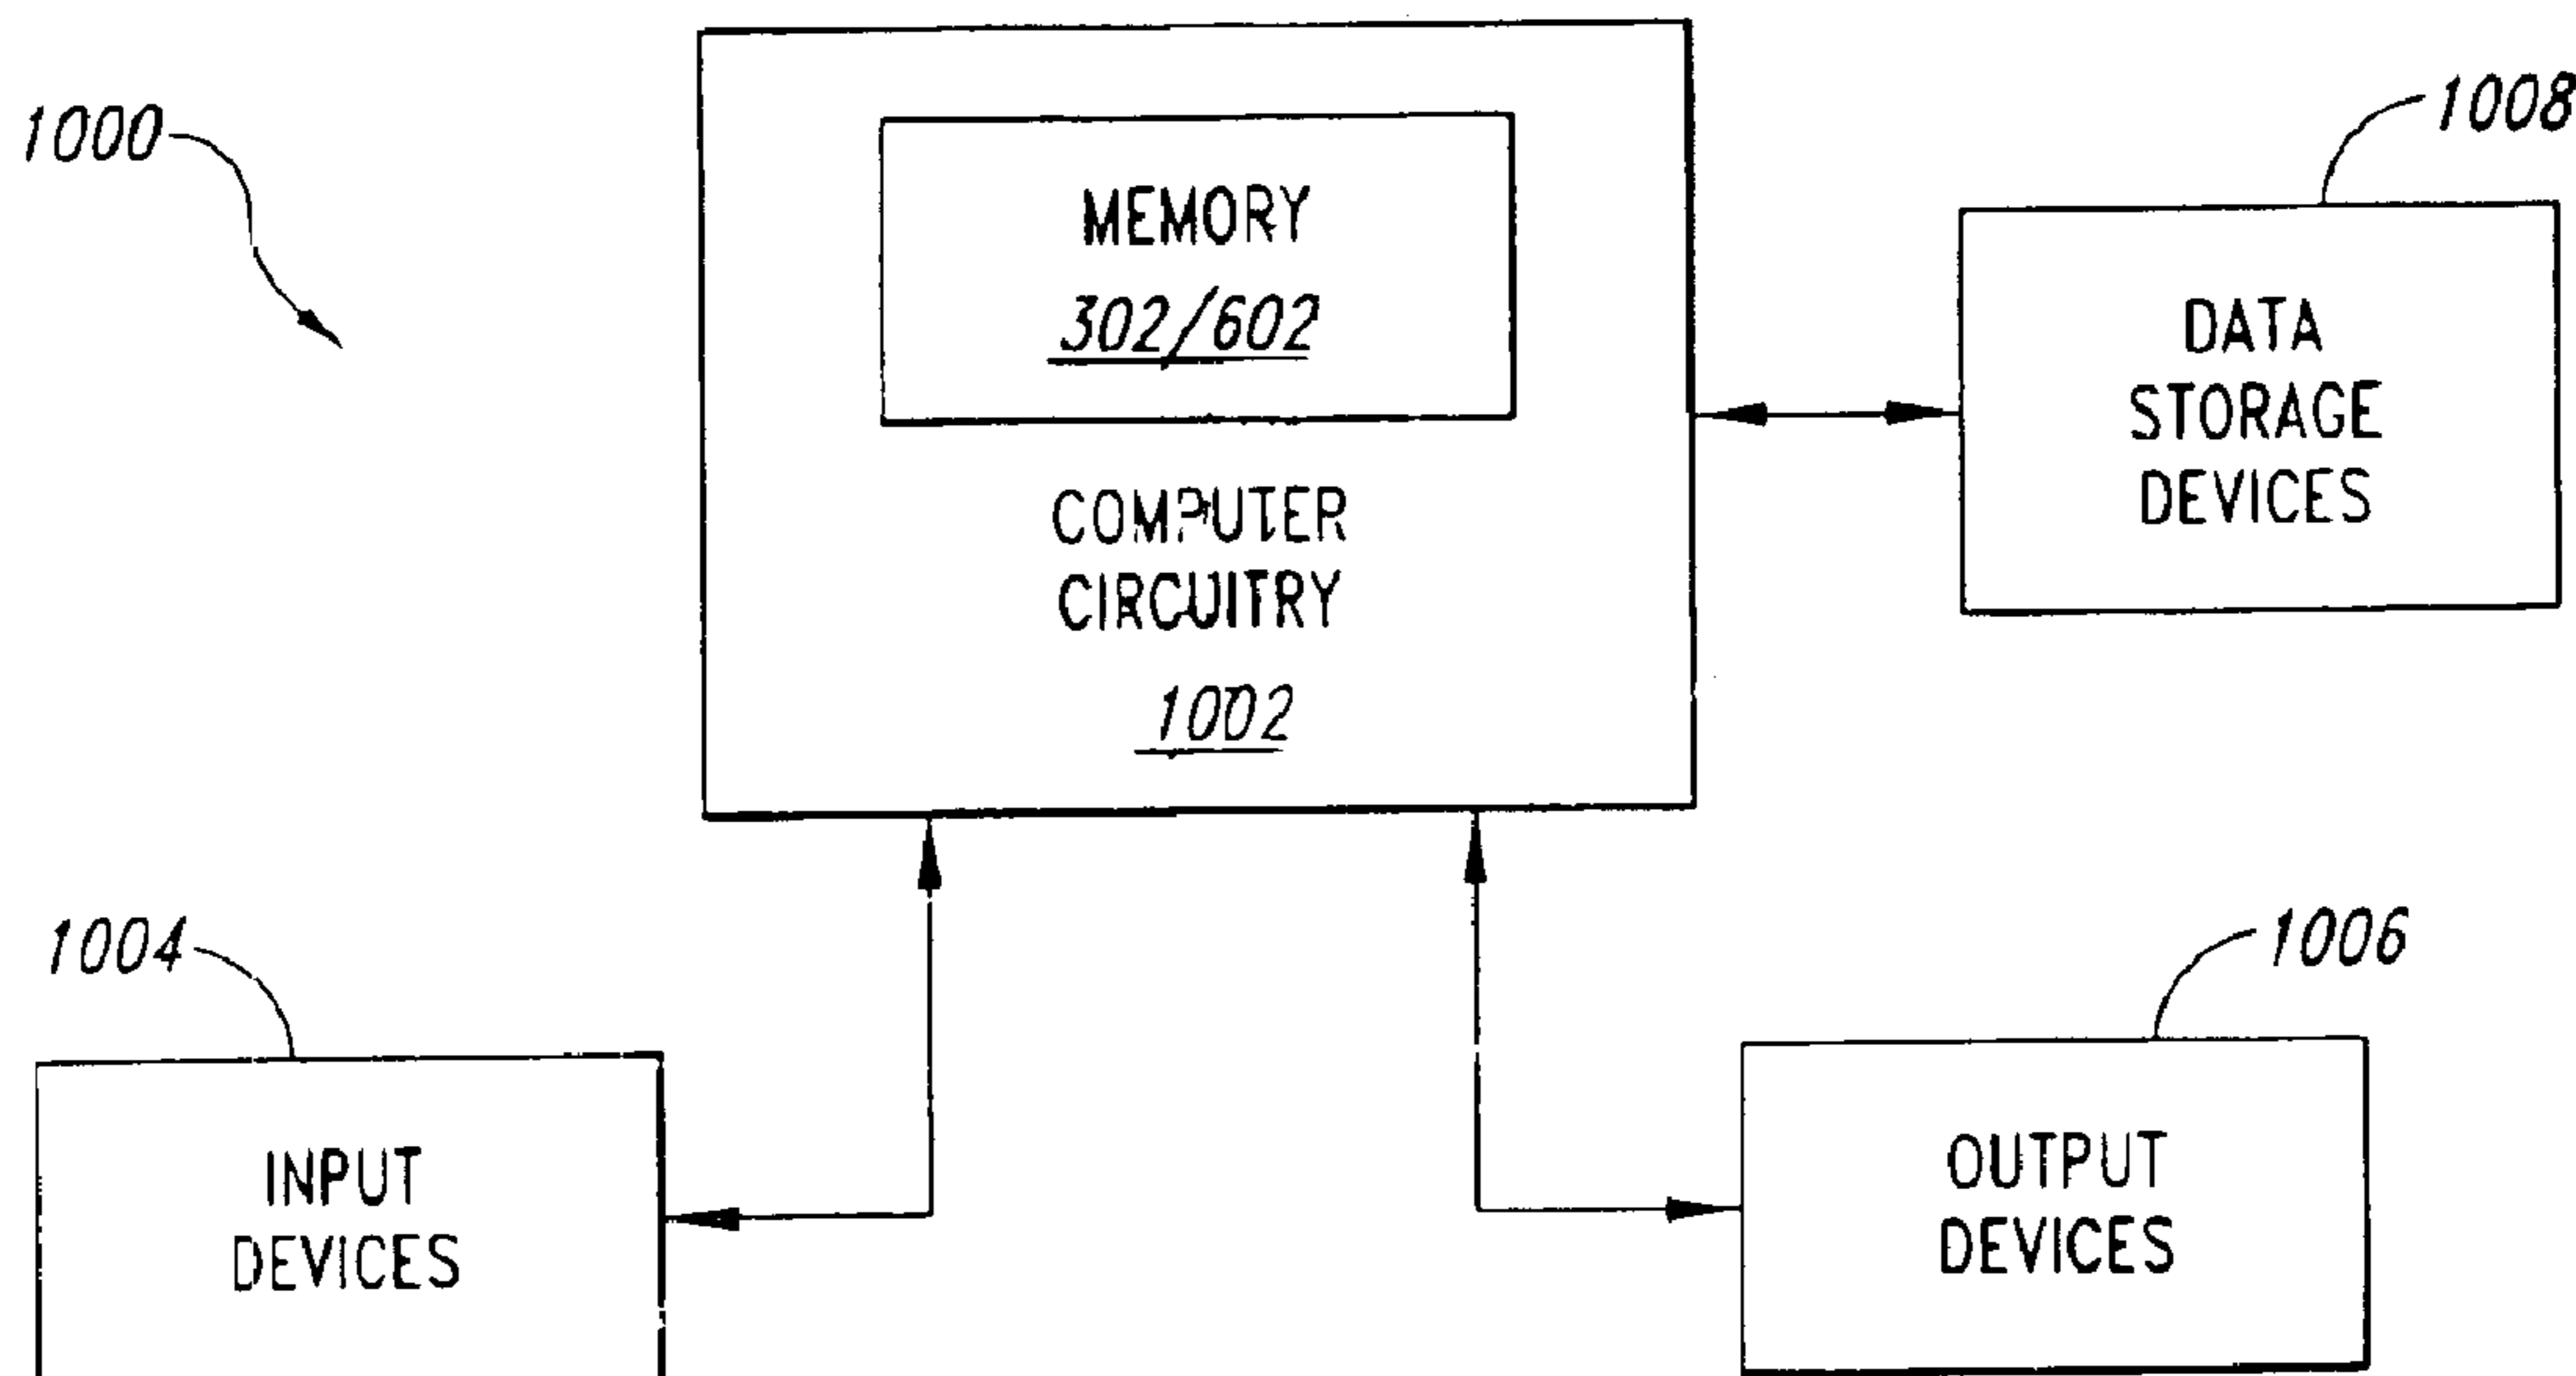 1000
MEMORY
302/602
COMPUTER
CIRCUITRY
1002
1008
DATA
STORAGE
DEVICES
1004
INPUT
DEVICES
1006
OUTPUT
DEVICES